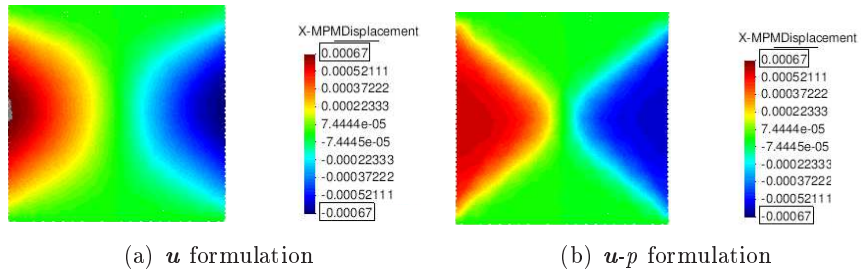 X-MPMDisplacement
0.00067
0.00052111
0.00037222
0.00022333
7.4444e-05
-7.4445e-05
-0.00022333
-0.00037222
-0.00052111
-0.00067
X-MPMDisplacement
0.00067
0.00052111
0.00037222
0.00022333
7.4444e-05
-7.4445e-05
-0.00022333
-0.00037222
-0.00052111
-0.00067
(a) u formulation
(b) u-p formulation